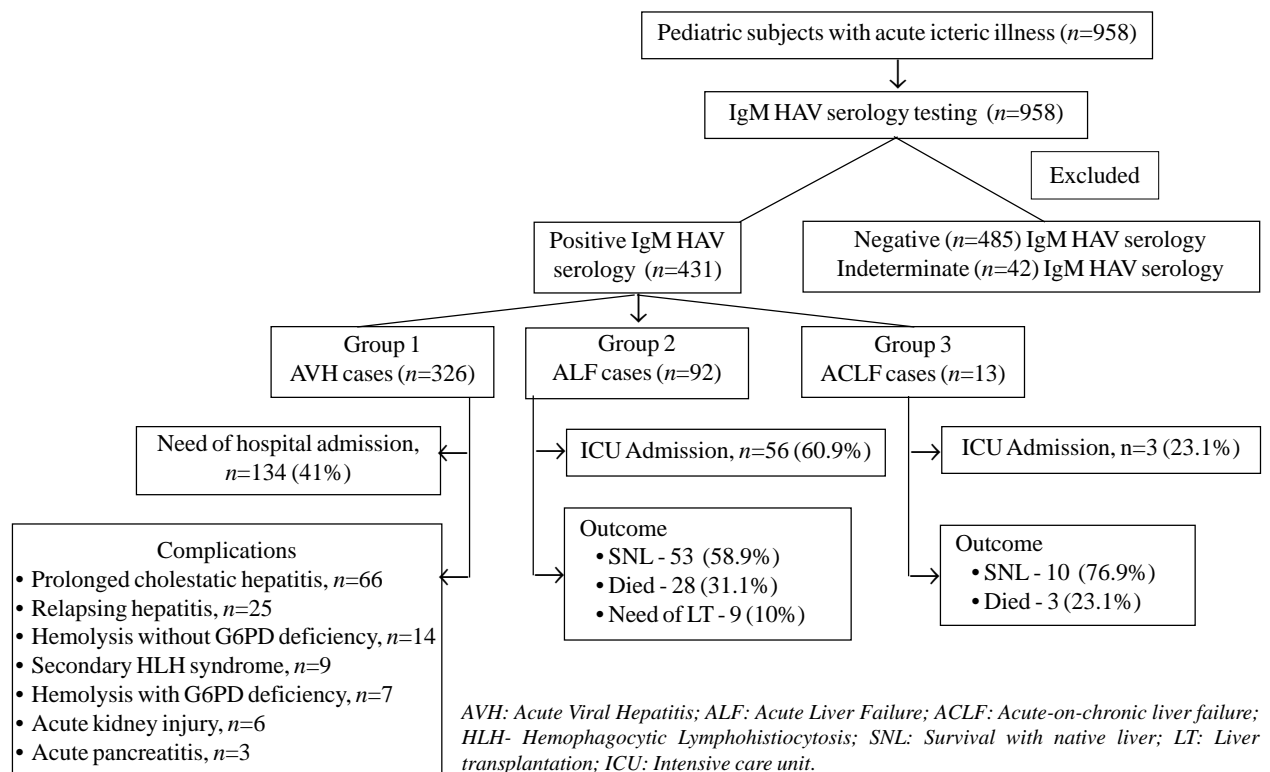 Pediatric subjects with acute icteric illness (n=958)
IgM HAV serology testing (n=958)
Excluded
Positive IgM HAV
serology (n=431)
Negative (n=485) IgM HAV serology
Indeterminate (n=42) IgM HAV serology
Group 1
AVH cases (n=326)
Group 2
ALF cases (n=92)
Group 3
ACLF cases (n=13)
Need of hospital admission,
n=134 (41%)
ICU Admission, n=56 (60.9%)
ICU Admission, n=3 (23.1%)
Complications
• Prolonged cholestatic hepatitis, n=66
• Relapsing hepatitis, n=25
• Hemolysis without G6PD deficiency, n=14
• Secondary HLH syndrome, n=9
• Hemolysis with G6PD deficiency, n=7
• Acute kidney injury, n=6
• Acute pancreatitis, n=3
Outcome
• SNL - 53 (58.9%)
• Died - 28 (31.1%)
• Need of LT - 9 (10%)
Outcome
• SNL - 10 (76.9%)
• Died - 3 (23.1%)
AVH: Acute Viral Hepatitis; ALF: Acute Liver Failure; ACLF: Acute-on-chronic liver failure;
HLH- Hemophagocytic Lymphohistiocytosis; SNL: Survival with native liver; LT: Liver
transplantation; ICU: Intensive care unit.